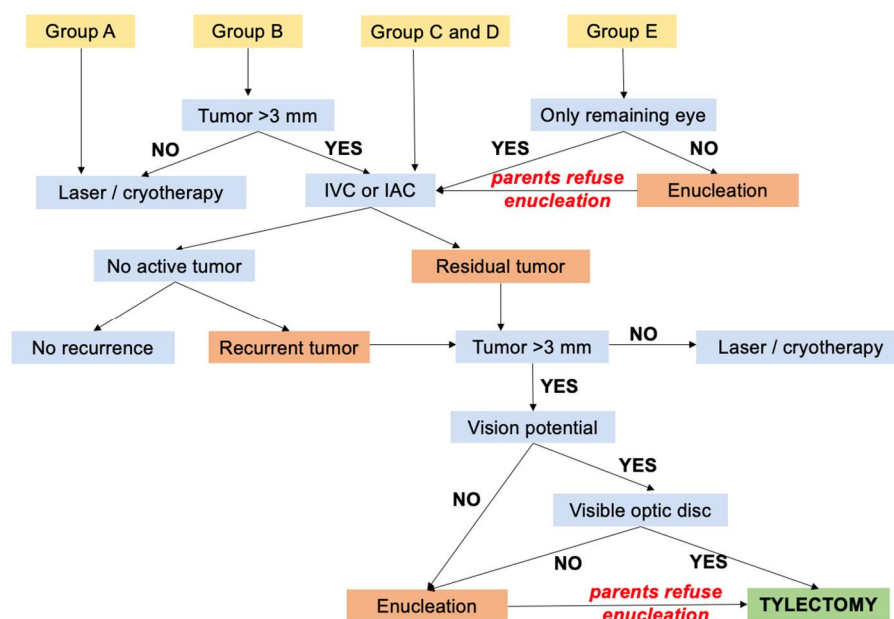 Group A
Group B
Group C and D
Group E
Tumor >3 mm
Only remaining eye
NO
YES
YES
NO
Laser / cryotherapy
IVC or IAC
parents refuse
enucleation
Enucleation
No active tumor
Residual tumor
No recurrence
Recurrent tumor
Tumor >3 mm
NO
Laser / cryotherapy
YES
Vision potential
YES
NO
Visible optic disc
NO
YES
Enucleation
parents refuse
enucleation
TYLECTOMY